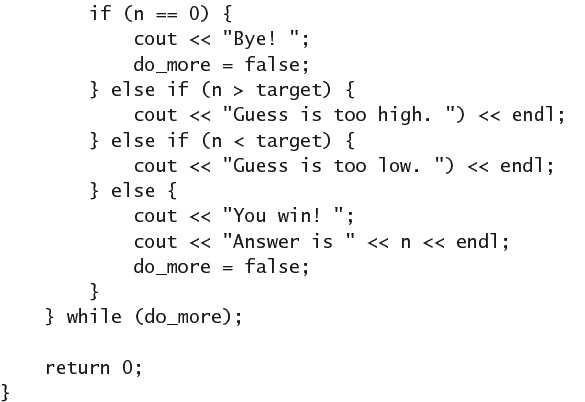 if (n == 0) {
            cout << "Bye! ";
            do_more = false;
        } else if (n > target) {
            cout << "Guess is too high. ") << endl;
        } else if (n < target) {
            cout << "Guess is too low. ") << endl;
        } else {
            cout << "You win! ";
            cout << "Answer is " << n << endl;
            do_more = false;
        }
    } while (do_more);

    return 0;
}